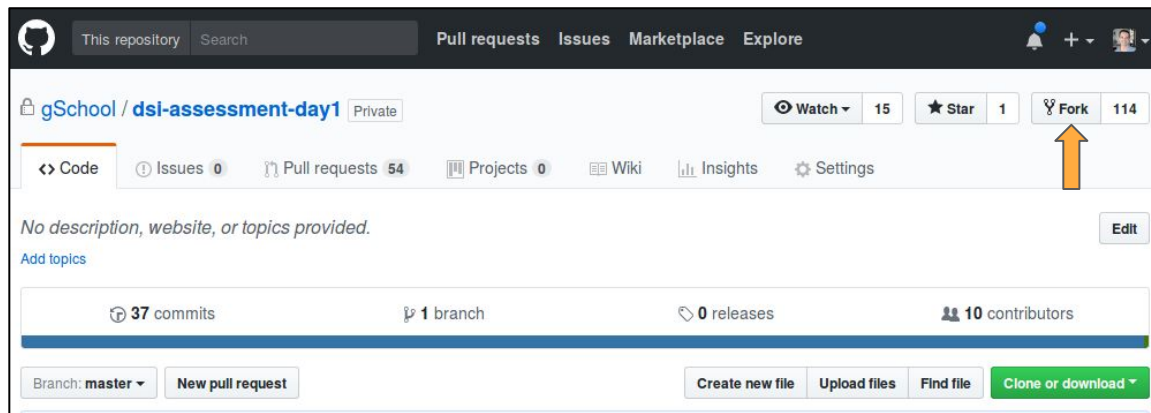 This repository Search Pull requests Issues Marketplace Explore
gSchool / dsi-assessment-day1 Private Watch 15 Star 1 Fork 114
Code Issues 0 Pull requests 54 Projects 0 Wiki Insights Settings
No description, website, or topics provided. Edit
Add topics
37 commits 1 branch 0 releases 10 contributors
Branch: master New pull request Create new file Upload files Find file Clone or download